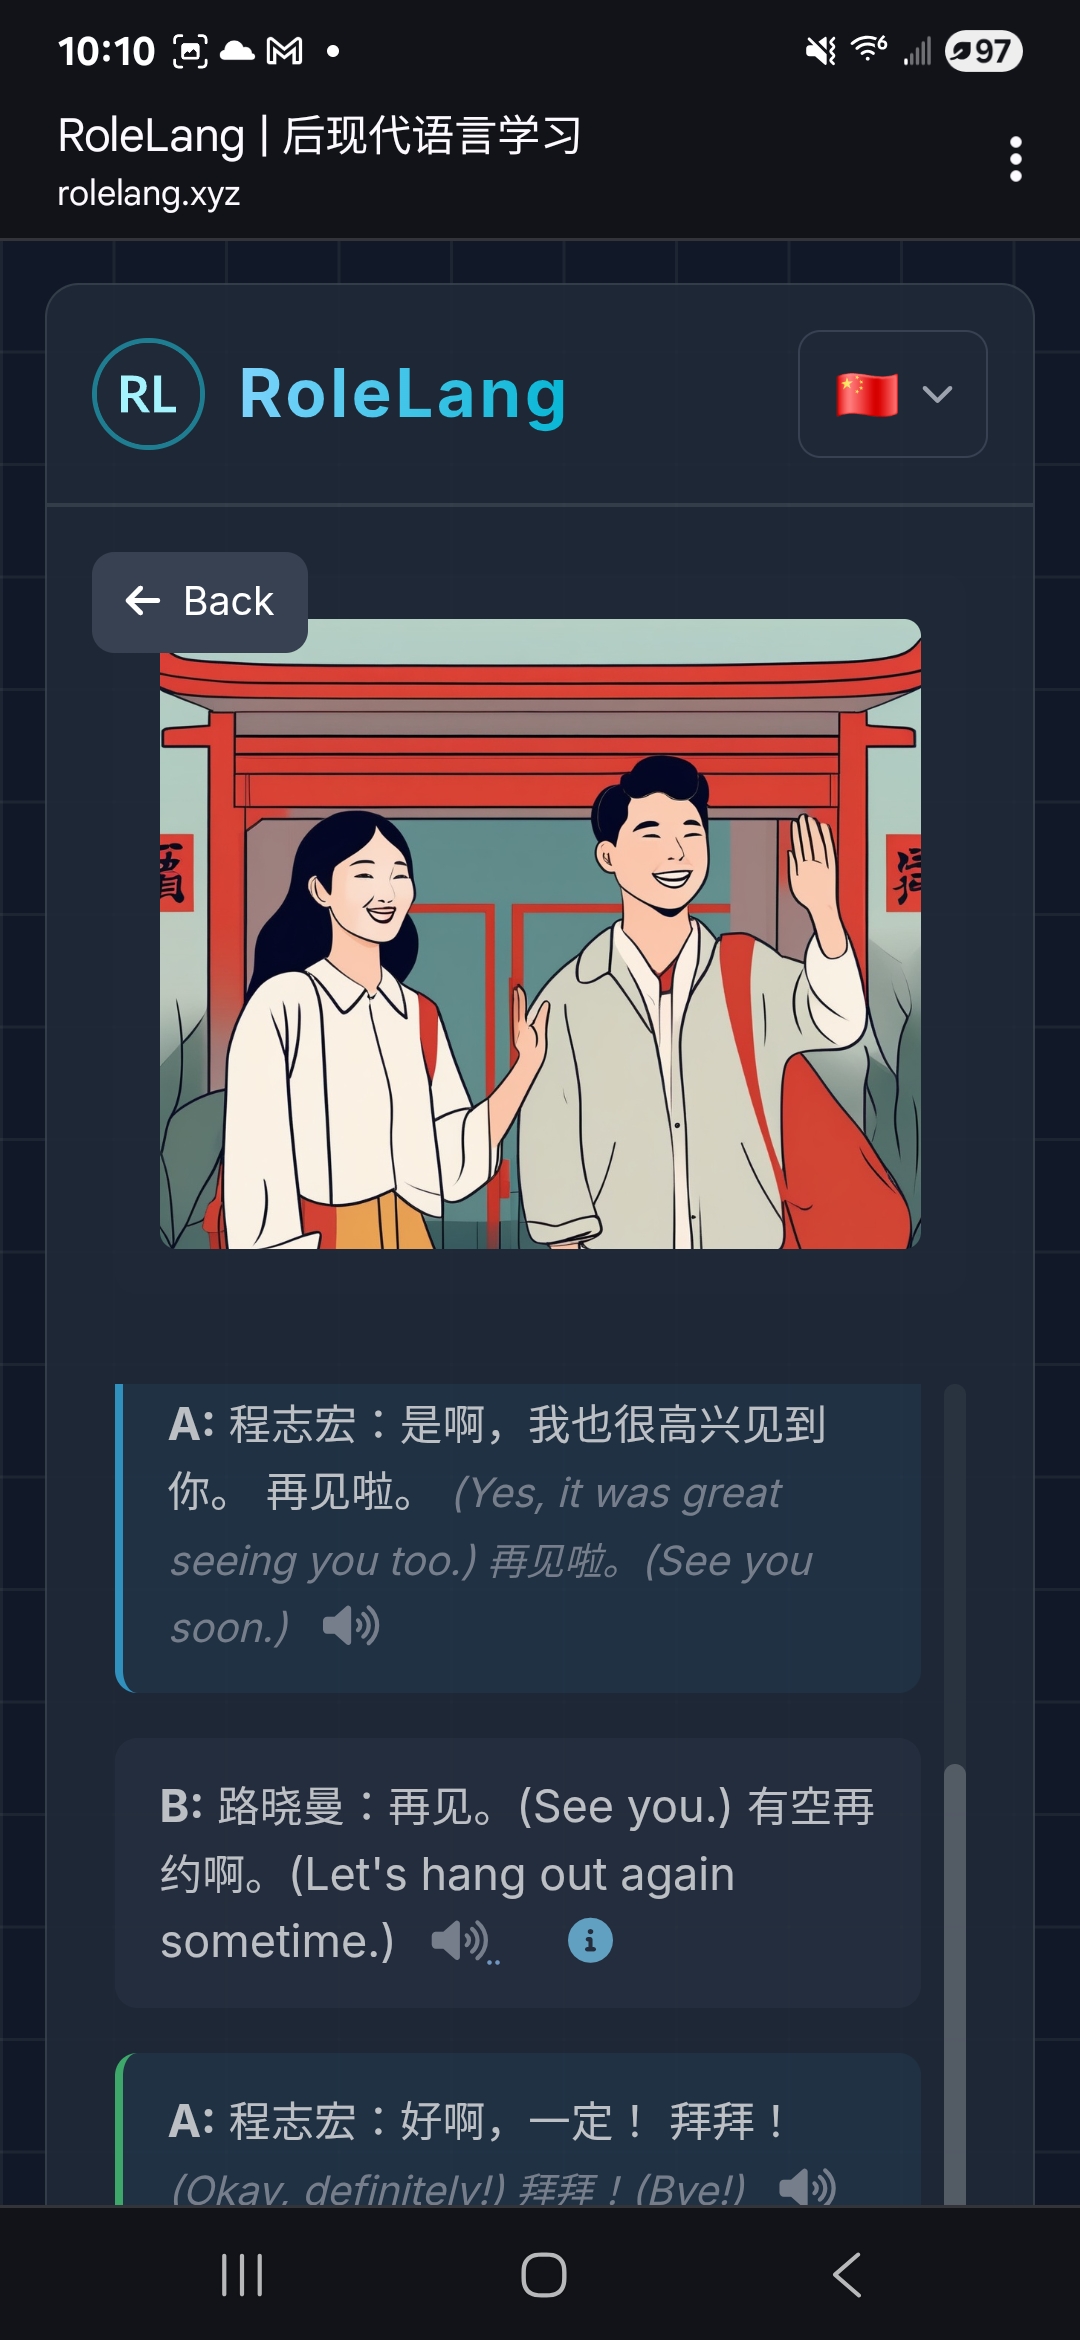 10:10
6
97
RoleLang | 后现代语言学习
rolelang.xyz
RL RoleLang
← Back
A: 程志宏：是啊，我也很高兴见到
你。 再见啦。 (Yes, it was great
seeing you too.) 再见啦。(See you
soon.)
B: 路晓曼：再见。(See you.) 有空再
约啊。(Let's hang out again
sometime.)
A: 程志宏：好啊，一定！ 拜拜！
(Okay, definitely!) 拜拜！(Bye!)